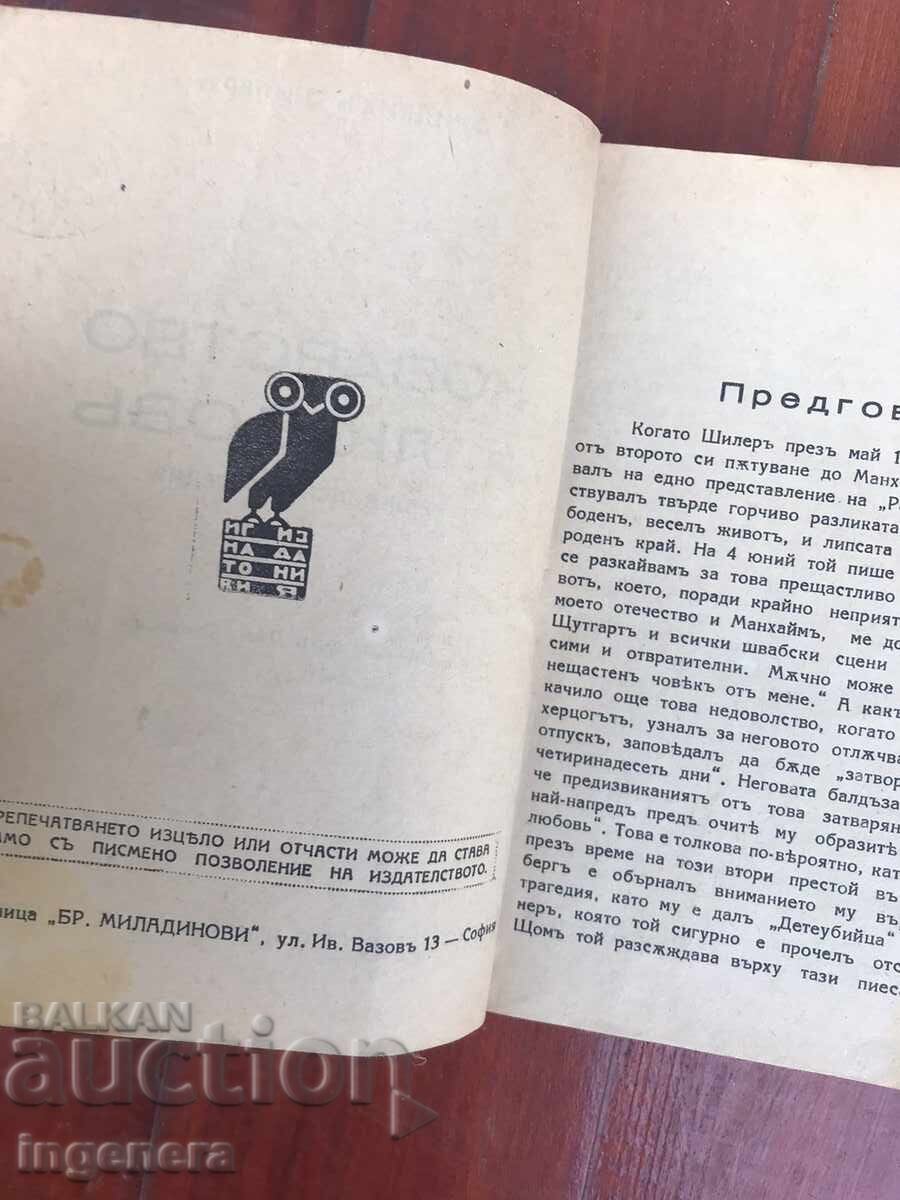 ИГ ИЗ
НА ДА
ТО НИ
ВИ Я
РЕПЕЧАТВАНЕТО ИЗЦѢЛО ИЛИ ОТЧАСТИ МОЖЕ ДА СТАВА
АМО СЪ ПИСМЕНО ПОЗВОЛЕНИЕ НА ИЗДАТЕЛСТВОТО.
ница „БР. МИЛАДИНОВИ“, ул. Ив. Вазовъ 13 — София
Предгов
Когато Шилеръ презъ май 1
отъ второто си пѫтуване до Манх
валъ на едно представление на „Р
ствувалъ твърде горчиво разликата
боденъ, веселъ животъ, и липсата
роденъ край. На 4 юний той пише
се разкайвамъ за това прещастливо
вотъ, което, поради крайно неприят
моето отечество и Манхаймъ, ме до
Щутгартъ и всички швабски сцени
сими и отвратителни. Мѫчно може
нещастенъ човѣкъ отъ мене.“ А какъ
качило още това недоволство, когато
херцогътъ, узналъ за неговото отлѫчва
отпускъ, заповѣдалъ да бѫде „затвор
четиринадесеть дни“. Неговата балдъза
че предизвиканиятъ отъ това затварян
най-напредъ предъ очитѣ му образитѣ
любовь“. Това е толкова по-вѣроятно, кат
презъ време на този втори престой въ
бергъ е обърналъ вниманието му въ
трагедия, като му е далъ „Детеубийца“
меръ, която той сигурно е прочелъ отс
Щомъ той разсѫждава върху тази пиес
BALKAN
auction
ingenera